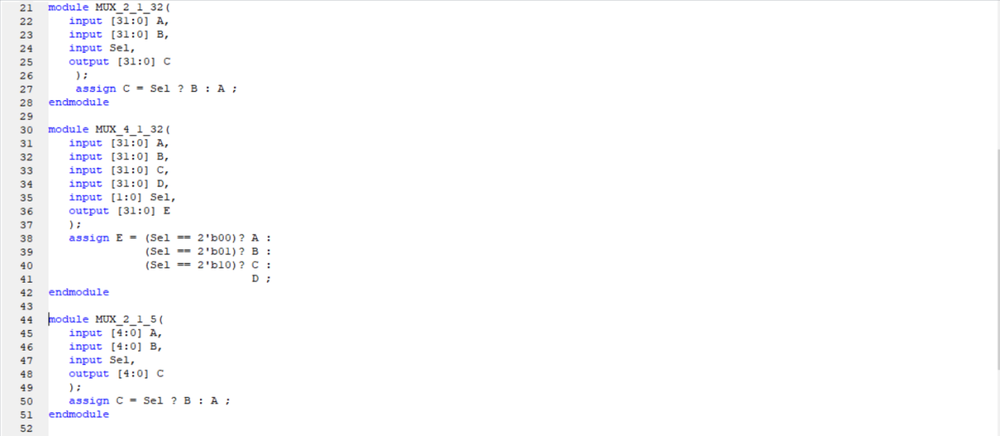 21 module MUX_2_1_32(
22 input [31:0] A,
23 input [31:0] B,
24 input Sel,
25 output [31:0] C
26 );
27 assign C = Sel ? B : A ;
28 endmodule
29
30 module MUX_4_1_32(
31 input [31:0] A,
32 input [31:0] B,
33 input [31:0] C,
34 input [31:0] D,
35 input [1:0] Sel,
36 output [31:0] E
37 );
38 assign E = (Sel == 2'b00)? A :
39 (Sel == 2'b01)? B :
40 (Sel == 2'b10)? C :
41 D ;
42 endmodule
43
44 module MUX_2_1_5(
45 input [4:0] A,
46 input [4:0] B,
47 input Sel,
48 output [4:0] C
49 );
50 assign C = Sel ? B : A ;
51 endmodule
52